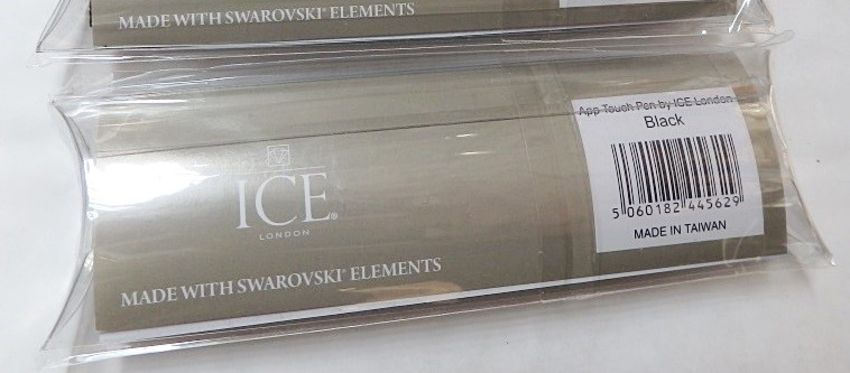 MADE WITH SWAROVSKI® ELEMENTS
ICE®
LONDON
MADE WITH SWAROVSKI® ELEMENTS
App Touch Pen by ICE London
Black
5 060182 445629
MADE IN TAIWAN